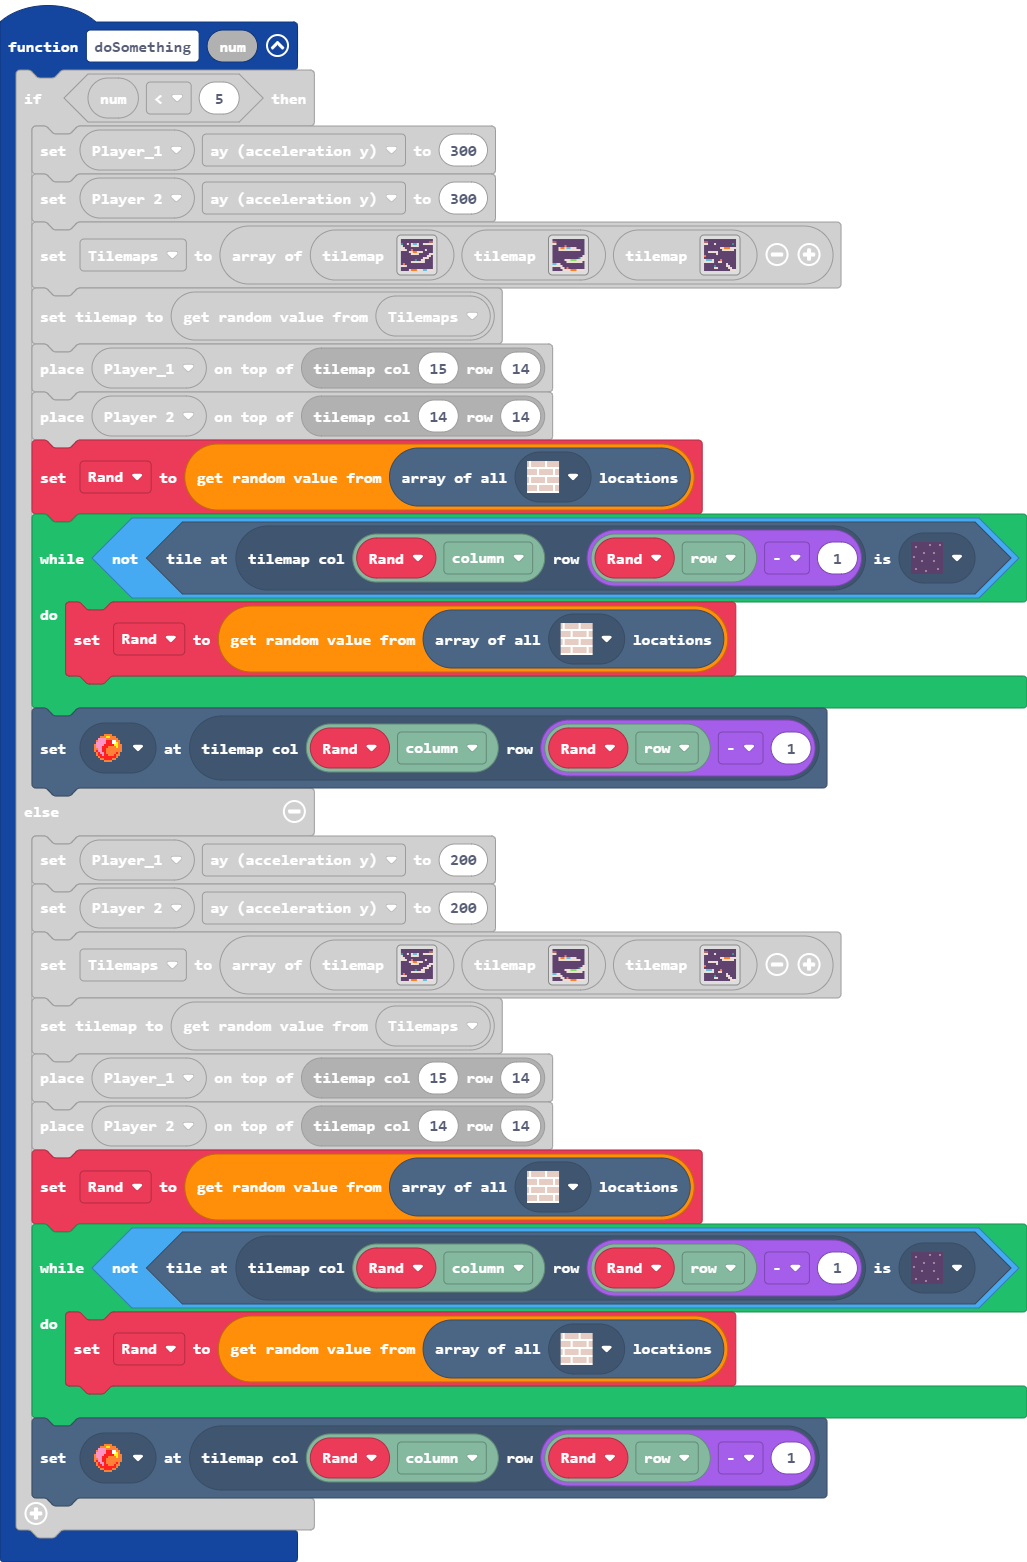 function doSomething num
if num < 5 then
set Player_1 ay (acceleration y) to 300
set Player 2 ay (acceleration y) to 300
set Tilemaps to array of tilemap tilemap tilemap
set tilemap to get random value from Tilemaps
place Player_1 on top of tilemap col 15 row 14
place Player 2 on top of tilemap col 14 row 14
set Rand to get random value from array of all locations
while not tile at tilemap col Rand column row Rand row - 1 is
do
set Rand to get random value from array of all locations
set at tilemap col Rand column row Rand row - 1
else
set Player_1 ay (acceleration y) to 200
set Player 2 ay (acceleration y) to 200
set Tilemaps to array of tilemap tilemap tilemap
set tilemap to get random value from Tilemaps
place Player_1 on top of tilemap col 15 row 14
place Player 2 on top of tilemap col 14 row 14
set Rand to get random value from array of all locations
while not tile at tilemap col Rand column row Rand row - 1 is
do
set Rand to get random value from array of all locations
set at tilemap col Rand column row Rand row - 1